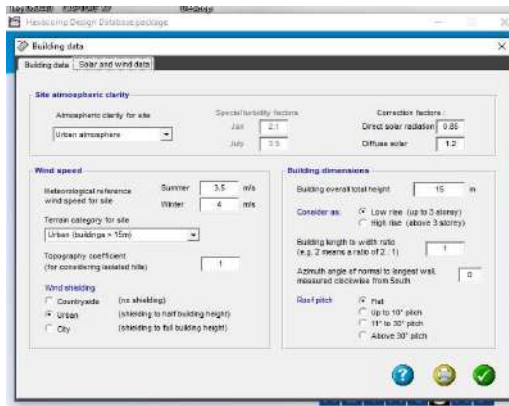 Hevacomp Design Database package
Building data
Building data Solar and wind data
Site atmospheric clarity
Atmospheric clarity for site
Urban atmosphere
Special turbidity factors
Jan 2.1
July 3.5
Correction factors :
Direct solar radiation 0.85
Diffuse solar 1.2
Wind speed
Meteorological reference
wind speed for site
Summer 3.5 m/s
Winter 4 m/s
Terrain category for site
Urban (buildings > 15m)
Topography coefficient
(for considering isolated hills)
1
Wind shielding
Countryside (no shielding)
Urban (shielding to half building height)
City (shielding to full building height)
Building dimensions
Building overall total height 15 m
Consider as: Low rise (up to 3 storey)
High rise (above 3 storey)
Building length to width ratio
(e.g. 2 means a ratio of 2 : 1)
1
Azimuth angle of normal to longest wall,
measured clockwise from South
0
Roof pitch Flat
Up to 10° pitch
11° to 30° pitch
Above 30° pitch